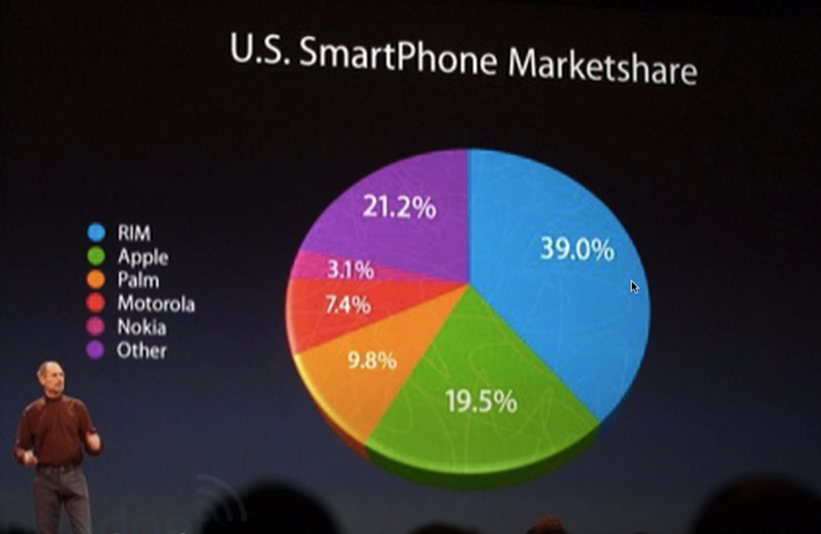 U.S. SmartPhone Marketshare
21.2%
39.0%
3.1%
7.4%
9.8%
19.5%
RIM
Apple
Palm
Motorola
Nokia
Other